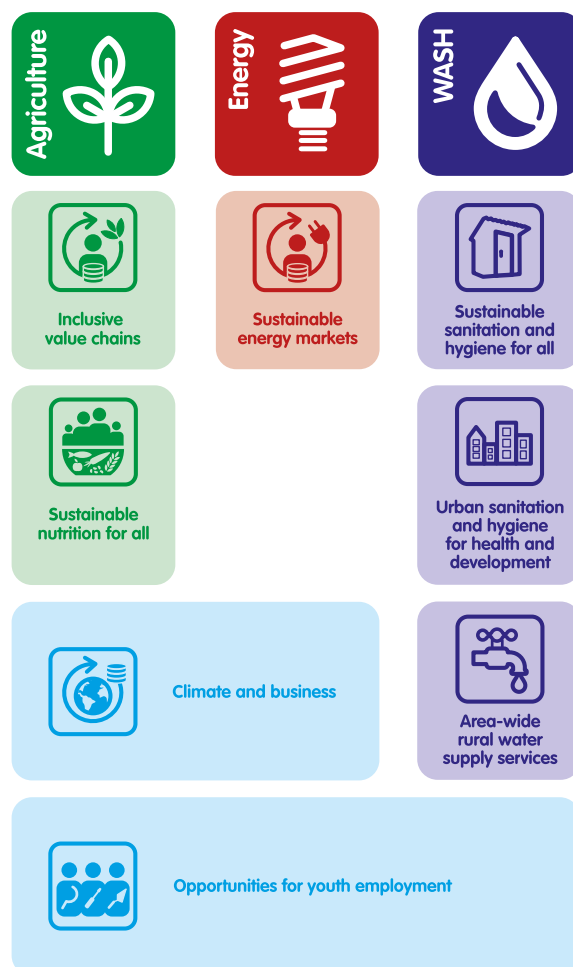 Agriculture
Energy
WASH
Inclusive
value chains
Sustainable
energy markets
Sustainable
sanitation and
hygiene for all
Sustainable
nutrition for all
Urban sanitation
and hygiene
for health and
development
Climate and business
Area-wide
rural water
supply services
Opportunities for youth employment